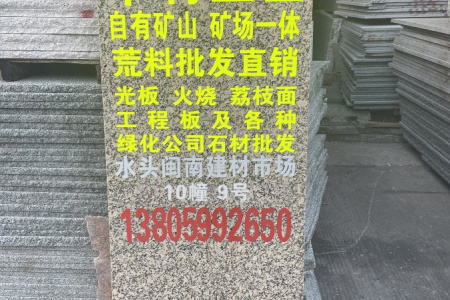 自有矿山 矿场一体
荒料批发直销
光板 火烧 荔枝面
工程板及各种
绿化公司石材批发
水头闽南建材市场
10幢 9号
13805992650